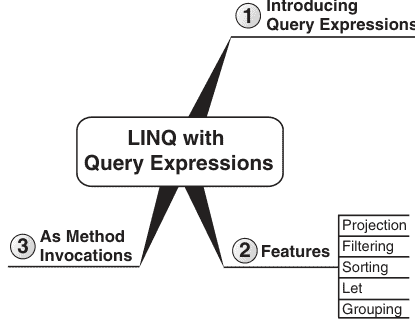 1 Introducing
Query Expressions
LINQ with
Query Expressions
3 As Method
Invocations
2 Features
Projection
Filtering
Sorting
Let
Grouping